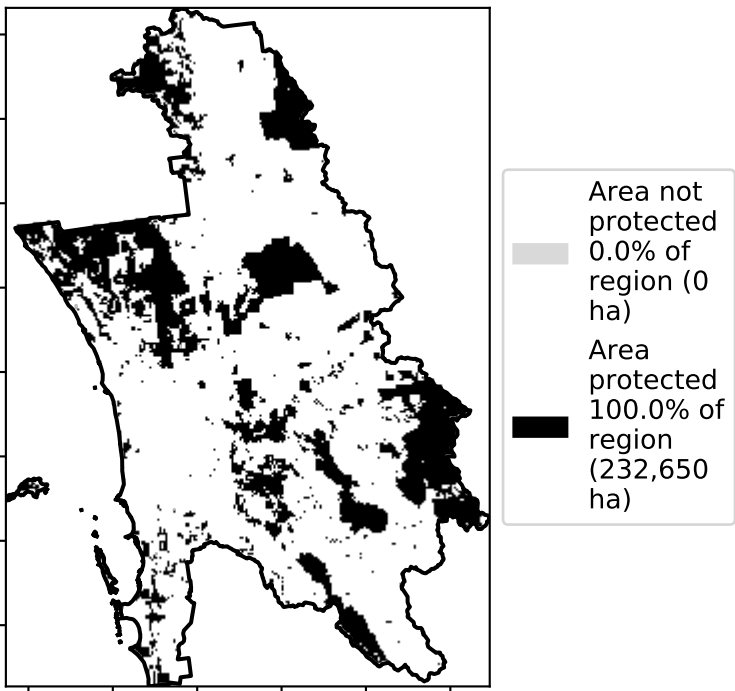 Area not
protected
0.0% of
region (0
ha)
Area
protected
100.0% of
region
(232,650
ha)